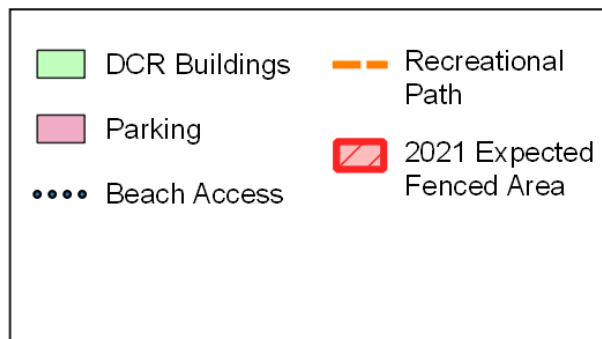 DCR Buildings
Parking
Beach Access
Recreational
Path
2021 Expected
Fenced Area